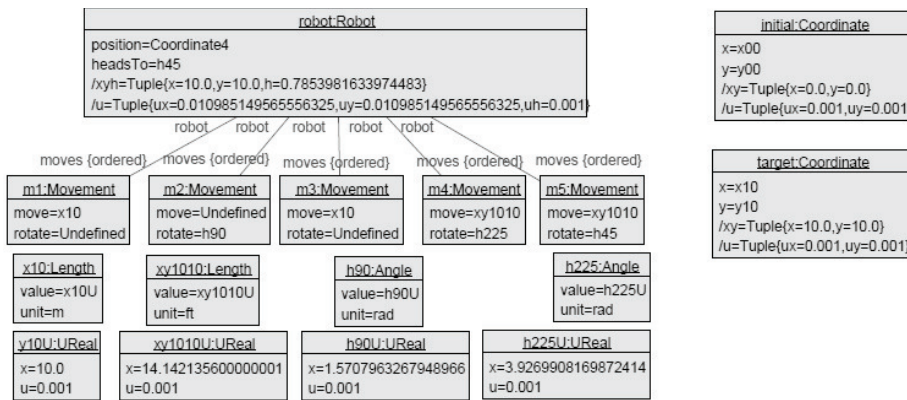 robot:Robot
position=Coordinate4
headsTo=h45
/xyh=Tuple{x=10.0,y=10.0,h=0.7853981633974483}
/u=Tuple{ux=0.010985149565556325,uy=0.010985149565556325,uh=0.001}
robot robot robot robot robot
moves {ordered} moves {ordered} moves {ordered} moves {ordered} moves {ordered}
m1:Movement
move=x10
rotate=Undefined
m2:Movement
move=Undefined
rotate=h90
m3:Movement
move=x10
rotate=Undefined
m4:Movement
move=xy1010
rotate=h225
m5:Movement
move=xy1010
rotate=h45
x10:Length
value=x10U
unit=m
xy1010:Length
value=xy1010U
unit=ft
h90:Angle
value=h90U
unit=rad
h225:Angle
value=h225U
unit=rad
y10U:UReal
x=10.0
u=0.001
xy1010U:UReal
x=14.142135600000001
u=0.001
h90U:UReal
x=1.5707963267948966
u=0.001
h225U:UReal
x=3.9269908169872414
u=0.001
initial:Coordinate
x=x00
y=y00
/xy=Tuple{x=0.0,y=0.0}
/u=Tuple{ux=0.001,uy=0.001
target:Coordinate
x=x10
y=y10
/xy=Tuple{x=10.0,y=10.0}
/u=Tuple{ux=0.001,uy=0.001}